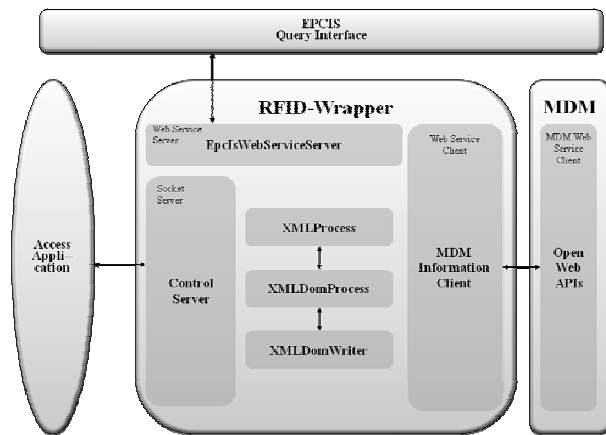 EPCIS
Query Interface
RFID-Wrapper
MDM
Web Service
Server
EpcIsWebServiceServer
Web Service
Client
MDM Web
Service
Client
Socket
Server
Access
Appli--
cation
Control
Server
XMLProcess
XMLDomProcess
XMLDomWriter
MDM
Information
Client
Open
Web
APIs